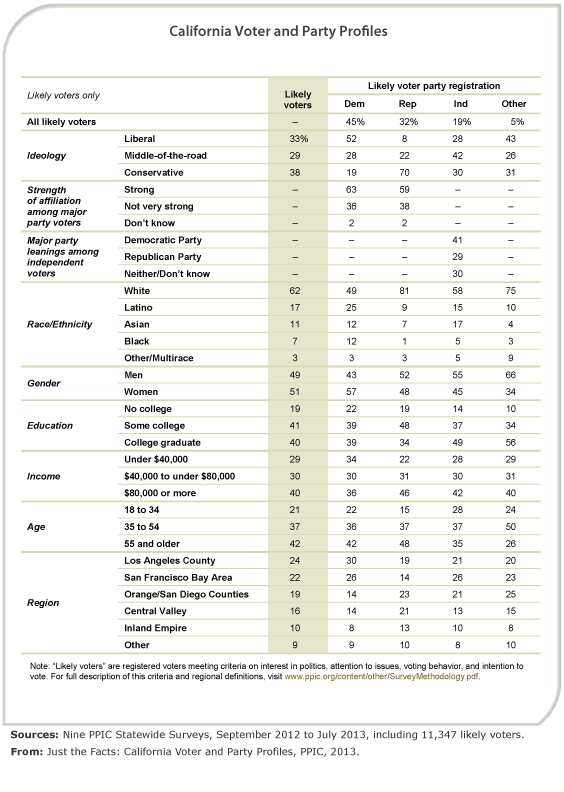 California Voter and Party Profiles
Likely voters only
Likely voters
Likely voter party registration
Dem Rep Ind Other
All likely voters – 45% 32% 19% 5%
Ideology
Liberal 33% 52 8 28 43
Middle-of-the-road 29 28 22 42 26
Conservative 38 19 70 30 31
Strength of affiliation among major party voters
Strong – 63 59 – –
Not very strong – 36 38 – –
Don’t know – 2 2 – –
Major party leanings among independent voters
Democratic Party – – – 41 –
Republican Party – – – 29 –
Neither/Don’t know – – – 30 –
Race/Ethnicity
White 62 49 81 58 75
Latino 17 25 9 15 10
Asian 11 12 7 17 4
Black 7 12 1 5 3
Other/Multirace 3 3 3 5 9
Gender
Men 49 43 52 55 66
Women 51 57 48 45 34
Education
No college 19 22 19 14 10
Some college 41 39 48 37 34
College graduate 40 39 34 49 56
Income
Under $40,000 29 34 22 28 29
$40,000 to under $80,000 30 30 31 30 31
$80,000 or more 40 36 46 42 40
Age
18 to 34 21 22 15 28 24
35 to 54 37 36 37 37 50
55 and older 42 42 48 35 26
Region
Los Angeles County 24 30 19 21 20
San Francisco Bay Area 22 26 14 26 23
Orange/San Diego Counties 19 14 23 21 25
Central Valley 16 14 21 13 15
Inland Empire 10 8 13 10 8
Other 9 9 10 8 10
Note: “Likely voters” are registered voters meeting criteria on interest in politics, attention to issues, voting behavior, and intention to
vote. For full description of this criteria and regional definitions, visit www.ppic.org/content/other/SurveyMethodology.pdf.
Sources: Nine PPIC Statewide Surveys, September 2012 to July 2013, including 11,347 likely voters.
From: Just the Facts: California Voter and Party Profiles, PPIC, 2013.